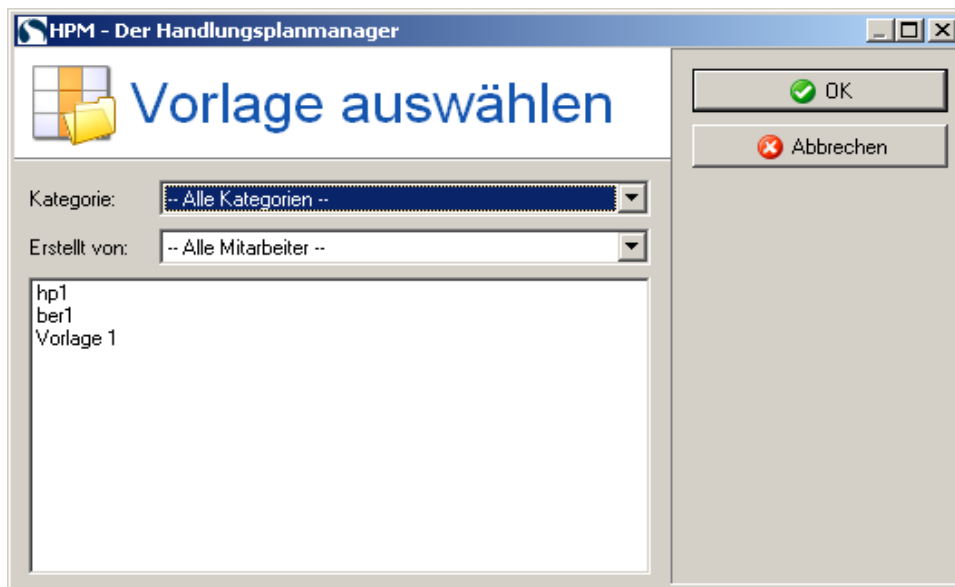 HPM - Der Handlungsplanmanager
Vorlage auswählen
OK
Abbrechen
Kategorie: -- Alle Kategorien --
Erstellt von: -- Alle Mitarbeiter --
hp1
ber1
Vorlage 1